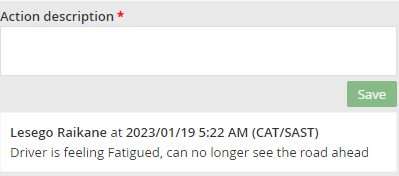 Action description *
Save
Lesego Raikane at 2023/01/19 5:22 AM (CAT/SAST)
Driver is feeling Fatigued, can no longer see the road ahead